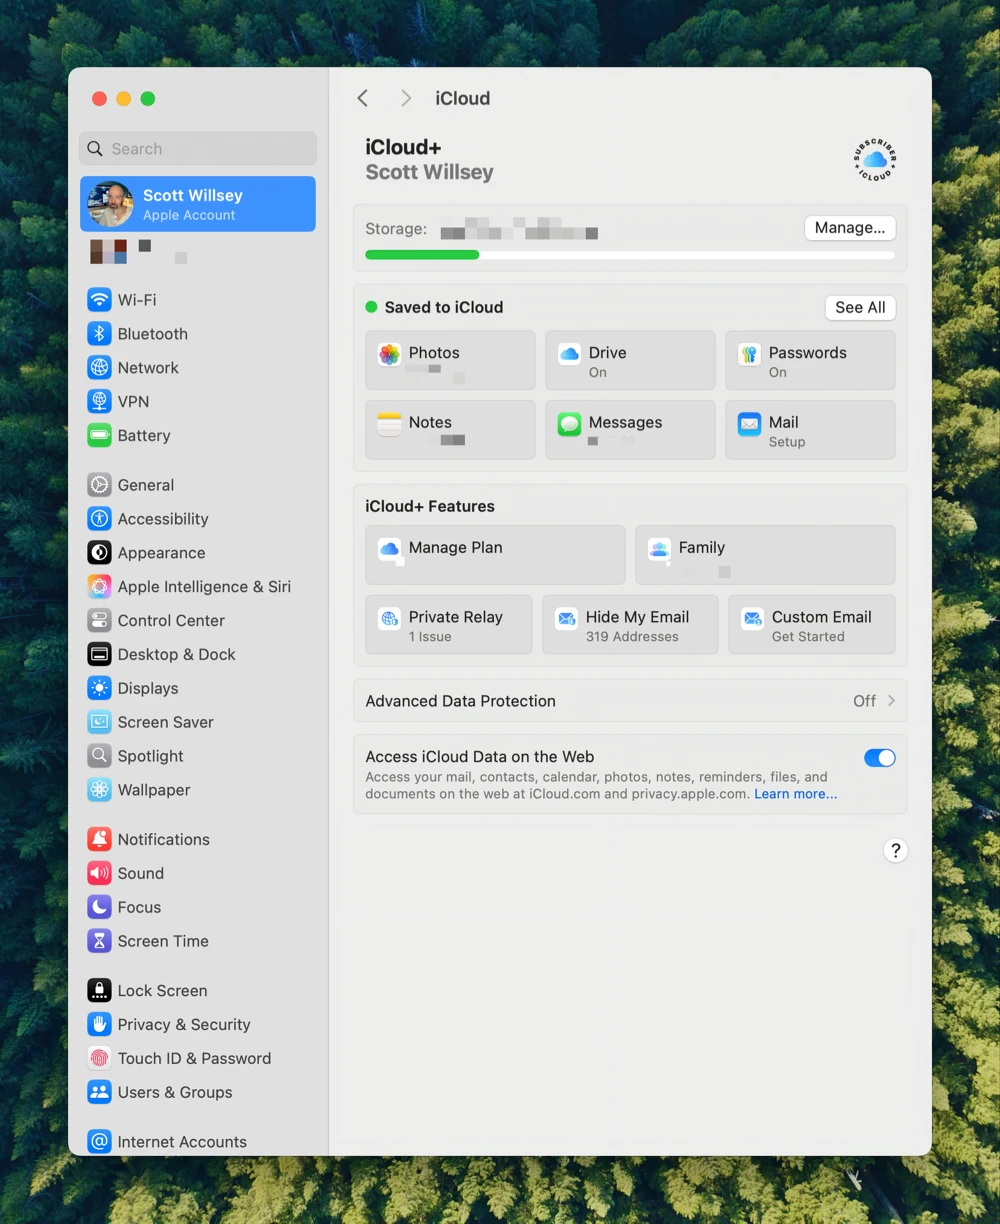 iCloud
Search
Scott Willsey
Apple Account
Wi-Fi
Bluetooth
Network
VPN
Battery
General
Accessibility
Appearance
Apple Intelligence & Siri
Control Center
Desktop & Dock
Displays
Screen Saver
Spotlight
Wallpaper
Notifications
Sound
Focus
Screen Time
Lock Screen
Privacy & Security
Touch ID & Password
Users & Groups
Internet Accounts
iCloud+
Scott Willsey
SUBSCRIBER
iCLOUD
Storage:
Manage...
Saved to iCloud
See All
Photos
Drive
On
Passwords
On
Notes
Messages
Mail
Setup
iCloud+ Features
Manage Plan
Family
Private Relay
1 Issue
Hide My Email
319 Addresses
Custom Email
Get Started
Advanced Data Protection
Off
Access iCloud Data on the Web
Access your mail, contacts, calendar, photos, notes, reminders, files, and
documents on the web at iCloud.com and privacy.apple.com. Learn more...
?